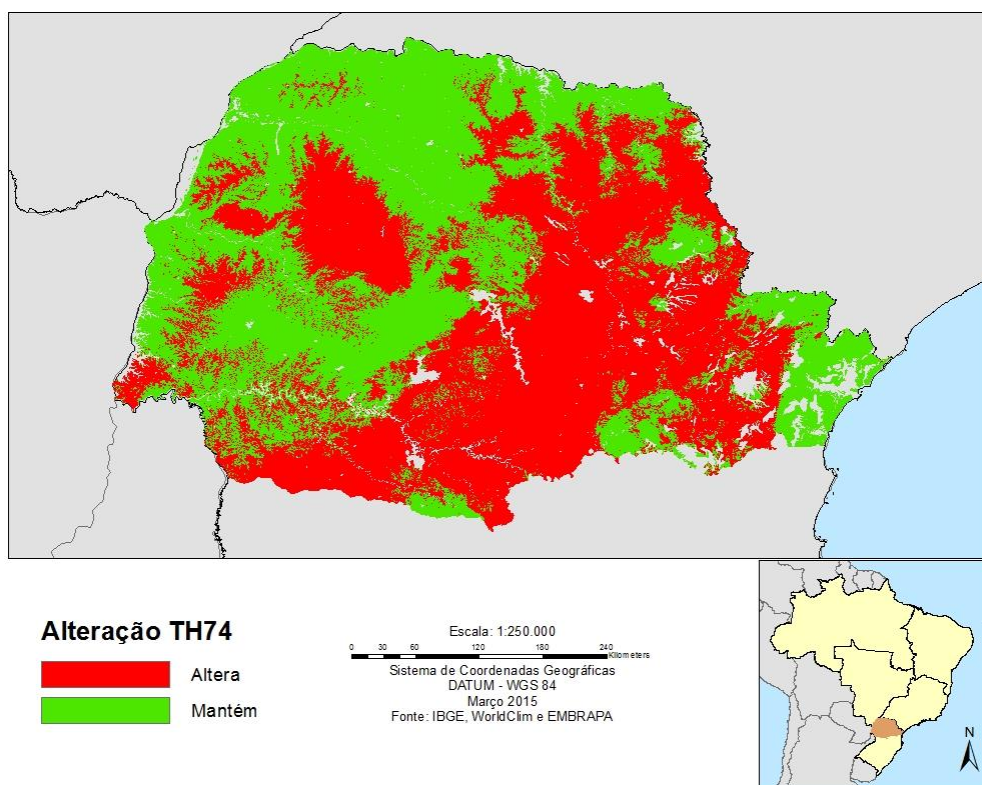 Alteração TH74
Altera
Mantém
Escala: 1:250.000
0 30 60 120 180 240
Kilometers
Sistema de Coordenadas Geográficas
DATUM - WGS 84
Março 2015
Fonte: IBGE, WorldClim e EMBRAPA
N